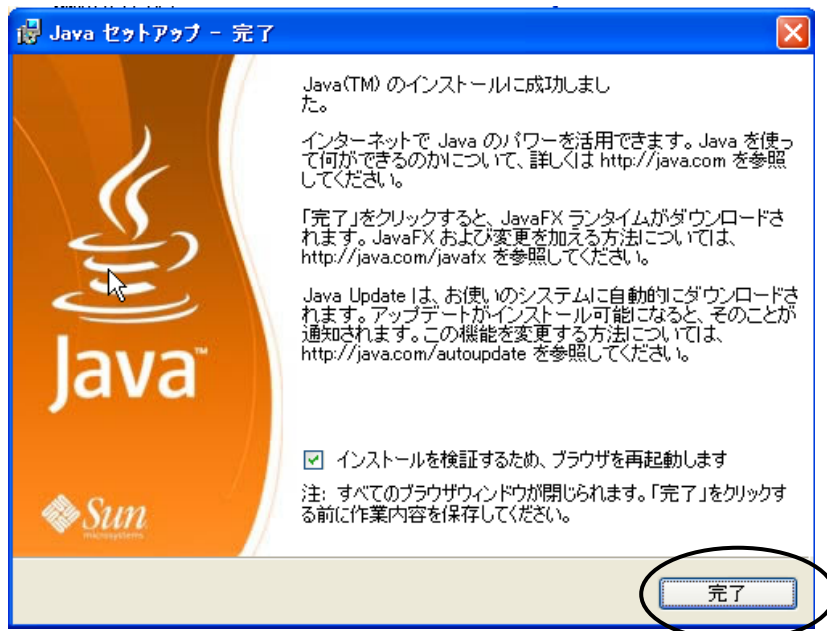 Java セットアップ - 完了
Java(TM) のインストールに成功しまし
た。
インターネットで Java のパワーを活用できます。Java を使っ
て何ができるのかについて、詳しくは http://java.com を参照
してください。
「完了」をクリックすると、JavaFX ランタイムがダウンロードさ
れます。JavaFX および変更を加える方法については、
http://java.com/javafx を参照してください。
Java Update は、お使いのシステムに自動的にダウンロードさ
れます。アップデートがインストール可能になると、そのことが
通知されます。この機能を変更する方法については、
http://java.com/autoupdate を参照してください。
Java™
インストールを検証するため、ブラウザを再起動します
注: すべてのブラウザウィンドウが閉じられます。「完了」をクリックす
る前に作業内容を保存してください。
Sun
microsystems
完了